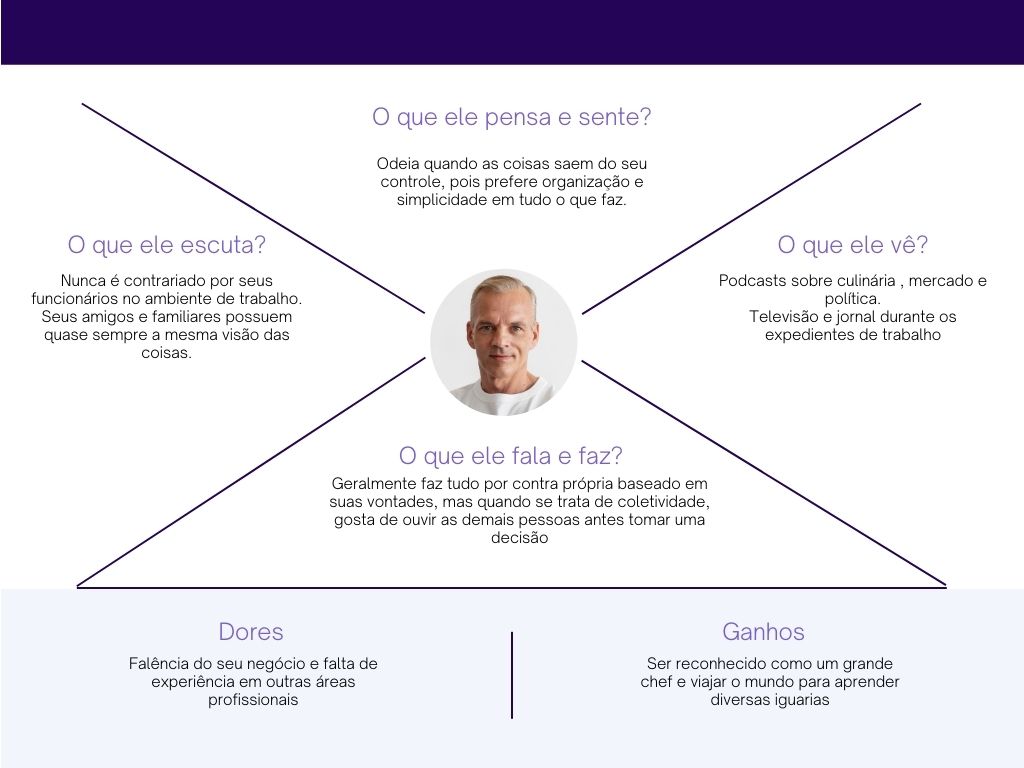 O que ele pensa e sente?
Odeia quando as coisas saem do seu
controle, pois prefere organização e
simplicidade em tudo o que faz.
O que ele escuta?
Nunca é contrariado por seus
funcionários no ambiente de trabalho.
Seus amigos e familiares possuem
quase sempre a mesma visão das
coisas.
O que ele vê?
Podcasts sobre culinária , mercado e
política.
Televisão e jornal durante os
expedientes de trabalho
O que ele fala e faz?
Geralmente faz tudo por contra própria baseado em
suas vontades, mas quando se trata de coletividade,
gosta de ouvir as demais pessoas antes tomar uma
decisão
Dores
Falência do seu negócio e falta de
experiência em outras áreas
profissionais
Ganhos
Ser reconhecido como um grande
chef e viajar o mundo para aprender
diversas iguarias